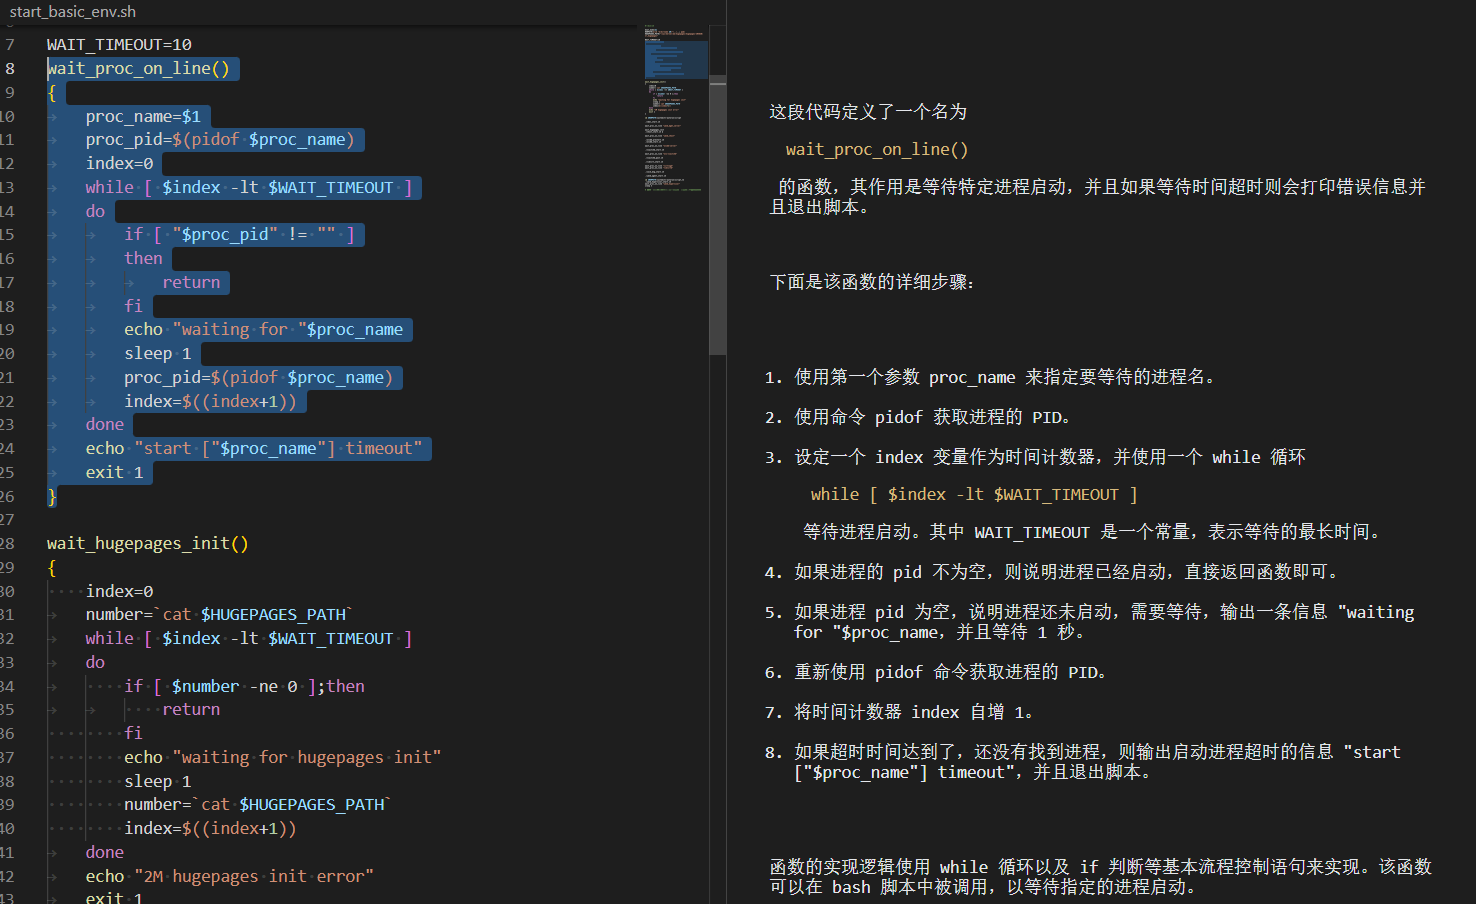 start_basic_env.sh
7 WAIT_TIMEOUT=10
8 wait_proc_on_line()
9 {
10 proc_name=$1
11 proc_pid=$(pidof $proc_name)
12 index=0
13 while [ $index -lt $WAIT_TIMEOUT ]
14 do
15 if [ "$proc_pid" != "" ]
16 then
17 return
18 fi
19 echo "waiting for "$proc_name
20 sleep 1
21 proc_pid=$(pidof $proc_name)
22 index=$((index+1))
23 done
24 echo "start ["$proc_name"] timeout"
25 exit 1
26 }
27
28 wait_hugepages_init()
29 {
30 index=0
31 number=`cat $HUGEPAGES_PATH`
32 while [ $index -lt $WAIT_TIMEOUT ]
33 do
34 if [ $number -ne 0 ];then
35 return
36 fi
37 echo "waiting for hugepages init"
38 sleep 1
39 number=`cat $HUGEPAGES_PATH`
40 index=$((index+1))
41 done
42 echo "2M hugepages init error"
43 exit 1
这段代码定义了一个名为
wait_proc_on_line()
的函数，其作用是等待特定进程启动，并且如果等待时间超时则会打印错误信息并
且退出脚本。
下面是该函数的详细步骤：
1. 使用第一个参数 proc_name 来指定要等待的进程名。
2. 使用命令 pidof 获取进程的 PID。
3. 设定一个 index 变量作为时间计数器，并使用一个 while 循环
while [ $index -lt $WAIT_TIMEOUT ]
等待进程启动。其中 WAIT_TIMEOUT 是一个常量，表示等待的最长时间。
4. 如果进程的 pid 不为空，则说明进程已经启动，直接返回函数即可。
5. 如果进程 pid 为空，说明进程还未启动，需要等待，输出一条信息 "waiting
for "$proc_name，并且等待 1 秒。
6. 重新使用 pidof 命令获取进程的 PID。
7. 将时间计数器 index 自增 1。
8. 如果超时时间达到了，还没有找到进程，则输出启动进程超时的信息 "start
["$proc_name"] timeout"，并且退出脚本。
函数的实现逻辑使用 while 循环以及 if 判断等基本流程控制语句来实现。该函数
可以在 bash 脚本中被调用，以等待指定的进程启动。